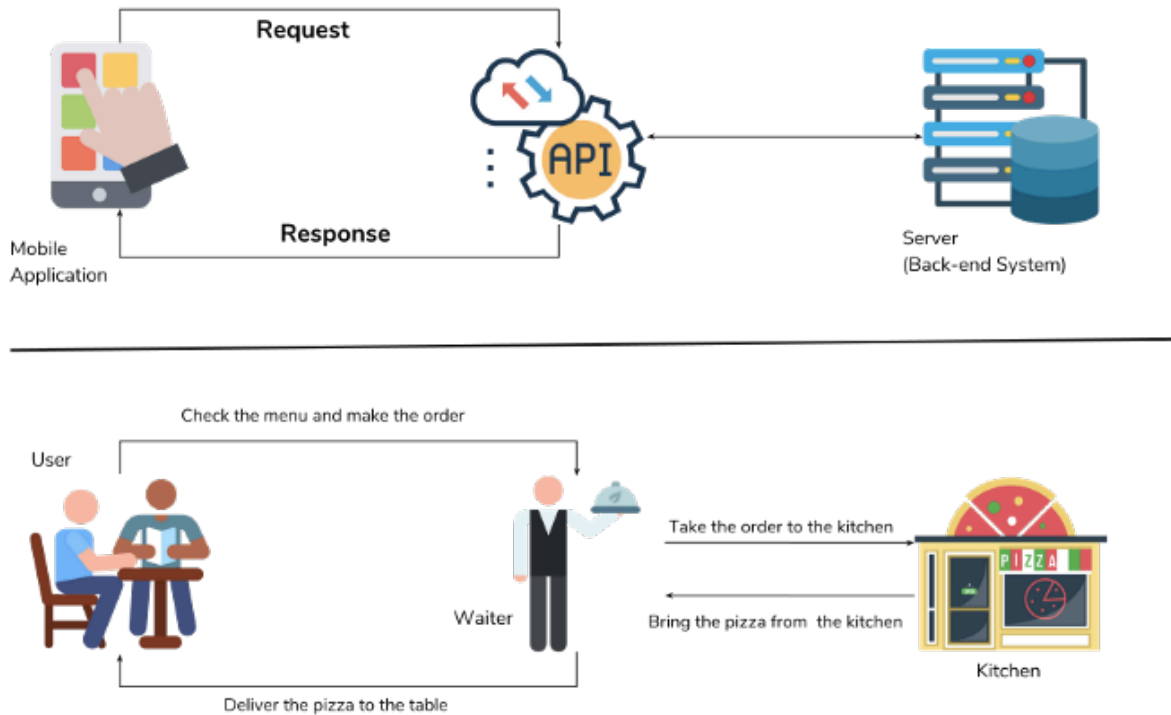 Request
API
Response
Mobile
Application
Server
(Back-end System)
Check the menu and make the order
User
Take the order to the kitchen
PIZZA
Waiter
Bring the pizza from the kitchen
Kitchen
Deliver the pizza to the table